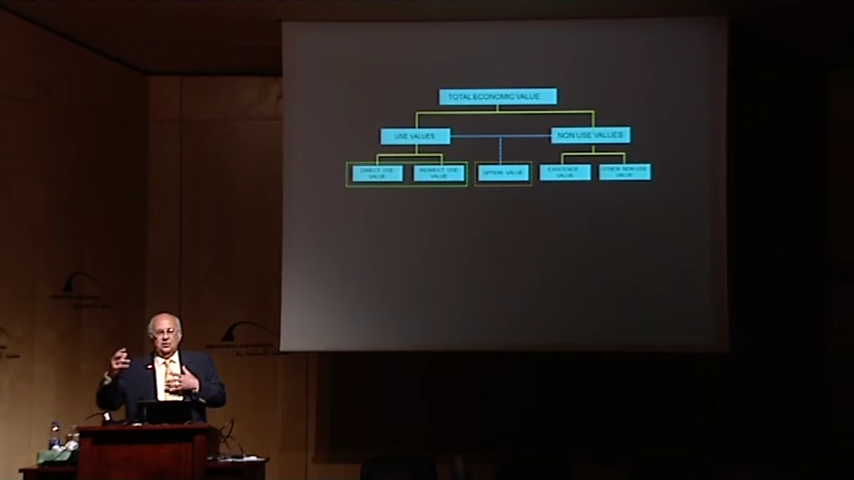 TOTAL ECONOMIC VALUE
USE VALUES
NON USE VALUES
DIRECT USE
VALUE
INDIRECT USE
VALUE
OPTION VALUE
EXISTENCE
VALUE
OTHER NON-USE
VALUE